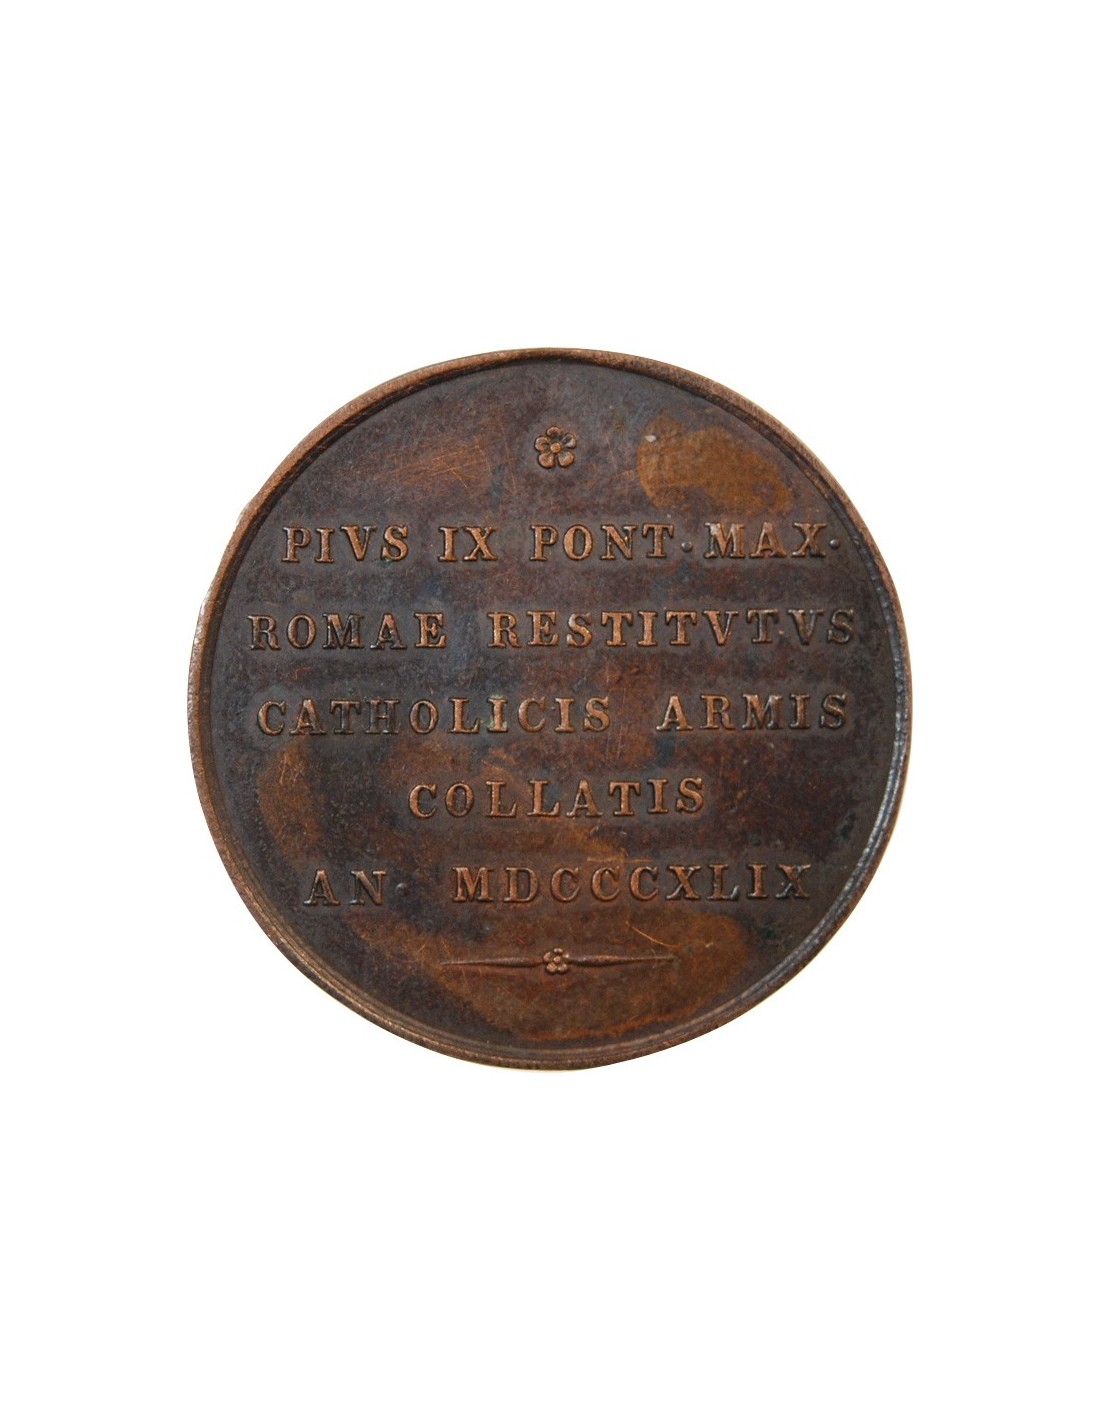 PIVS IX PONT·MAX·
ROMAE RESTITVTVS
CATHOLICIS ARMIS
COLLATIS
AN· MDCCCXLIX